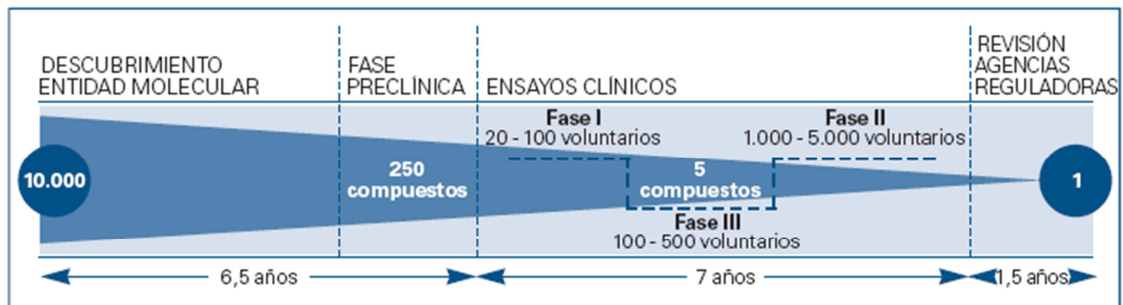 DESCUBRIMIENTO
ENTIDAD MOLECULAR
FASE
PRECLÍNICA
ENSAYOS CLÍNICOS
REVISIÓN
AGENCIAS
REGULADORAS
Fase I
20 - 100 voluntarios
Fase II
1.000 - 5.000 voluntarios
10.000
250
compuestos
5
compuestos
1
Fase III
100 - 500 voluntarios
6,5 años
7 años
1,5 años